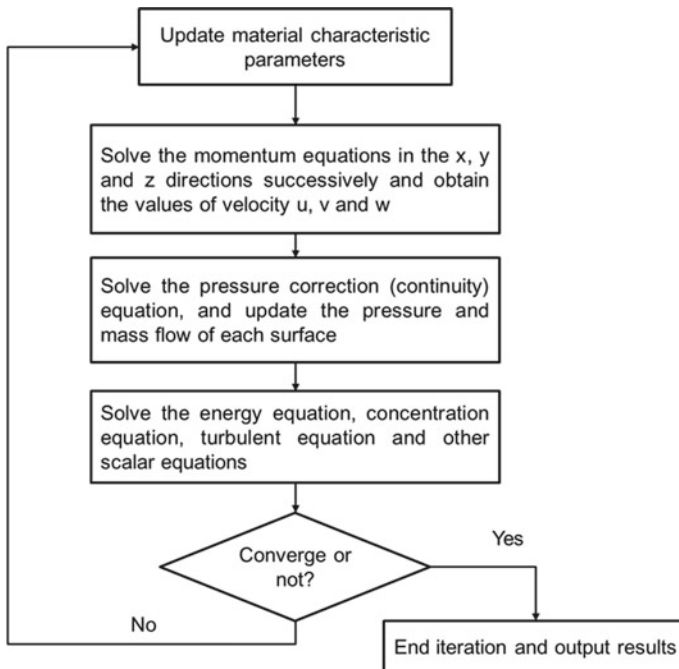 Update material characteristic
parameters
Solve the momentum equations in the x, y
and z directions successively and obtain
the values of velocity u, v and w
Solve the pressure correction (continuity)
equation, and update the pressure and
mass flow of each surface
Solve the energy equation, concentration
equation, turbulent equation and other
scalar equations
Converge or
not?
Yes
No
End iteration and output results